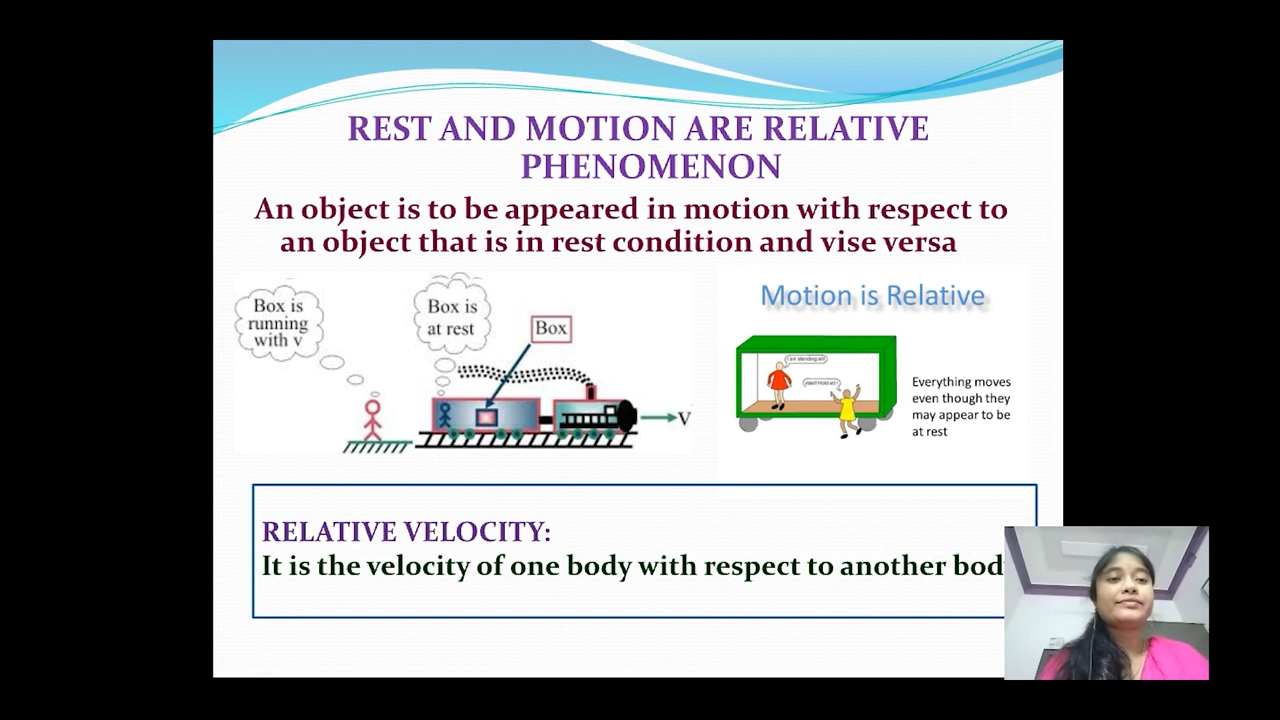 REST AND MOTION ARE RELATIVE
PHENOMENON
An object is to be appeared in motion with respect to
an object that is in rest condition and vise versa
Box is
running
with v
Box is
at rest
Box
V
Motion is Relative
I am standing still
Everything moves
even though they
may appear to be
at rest
RELATIVE VELOCITY:
It is the velocity of one body with respect to another